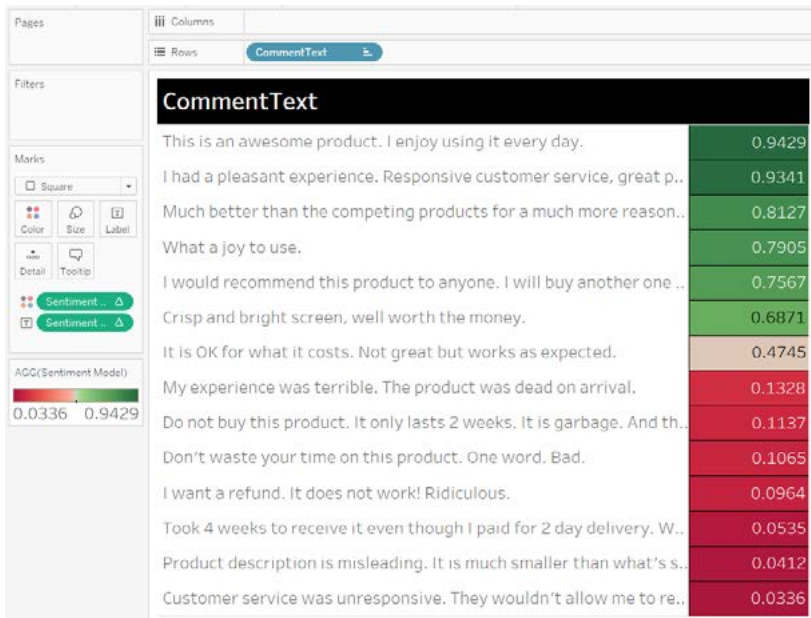 Pages
Columns
Rows
CommentText
Filters
CommentText
This is an awesome product. I enjoy using it every day. 0.9429
I had a pleasant experience. Responsive customer service, great p.. 0.9341
Marks
Much better than the competing products for a much more reason.. 0.8127
Square
What a joy to use. 0.7905
Color Size Label
I would recommend this product to anyone. I will buy another one .. 0.7567
Detail Tooltip
Sentiment .. Δ
Crisp and bright screen, well worth the money. 0.6871
Sentiment .. Δ
It is OK for what it costs. Not great but works as expected. 0.4745
AGG(Sentiment Model)
My experience was terrible. The product was dead on arrival. 0.1328
0.0336 0.9429
Do not buy this product. It only lasts 2 weeks. It is garbage. And th.. 0.1137
Don't waste your time on this product. One word. Bad. 0.1065
I want a refund. It does not work! Ridiculous. 0.0964
Took 4 weeks to receive it even though I paid for 2 day delivery. W.. 0.0535
Product description is misleading. It is much smaller than what's s.. 0.0412
Customer service was unresponsive. They wouldn't allow me to re.. 0.0336